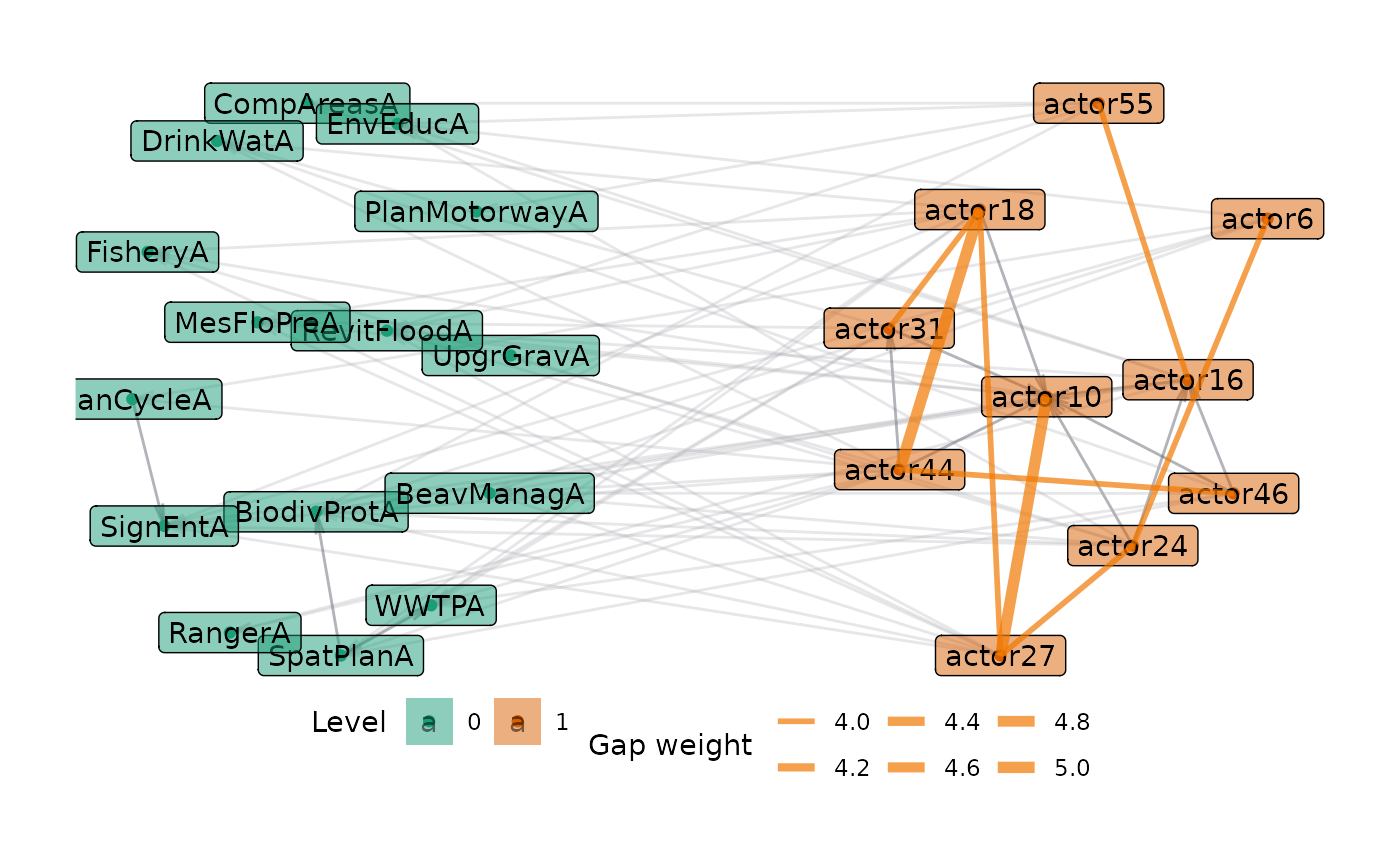 CompAreasA
EnvEducA
DrinkWatA
PlanMotorwayA
FisheryA
MesFloPreA
RevitFloodA
UpgrGravA
anCycleA
BeavManagA
BiodivProtA
SignEntA
WWTPA
RangerA
SpatPlanA
actor55
actor18
actor6
actor31
actor16
actor10
actor44
actor46
actor24
actor27
Level a 0 a 1
Gap weight
4.0 4.4 4.8
4.2 4.6 5.0